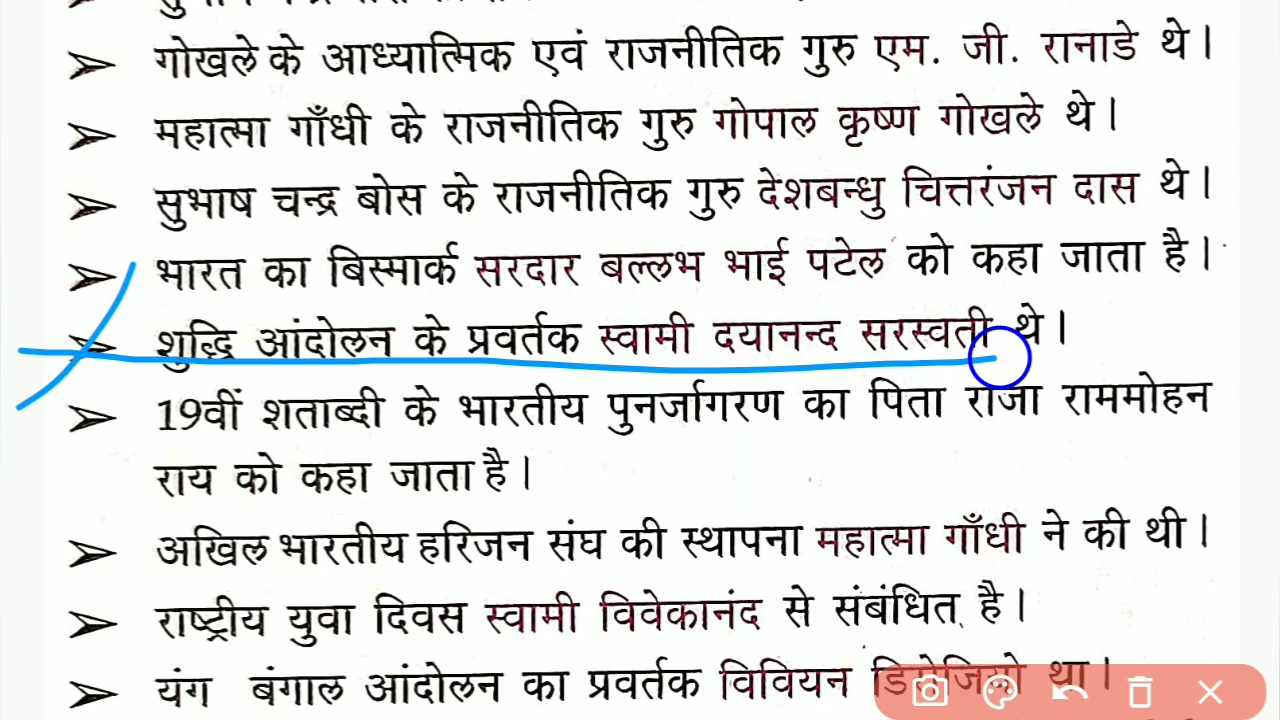 ➢ गोखले के आध्यात्मिक एवं राजनीतिक गुरु एम. जी. रानाडे थे।
➢ महात्मा गाँधी के राजनीतिक गुरु गोपाल कृष्ण गोखले थे।
➢ सुभाष चन्द्र बोस के राजनीतिक गुरु देशबन्धु चित्तरंजन दास थे।
➢ भारत का बिस्मार्क सरदार बल्लभ भाई पटेल को कहा जाता है।
➢ शुद्धि आंदोलन के प्रवर्तक स्वामी दयानन्द सरस्वती थे।
➢ 19वीं शताब्दी के भारतीय पुनर्जागरण का पिता राजा राममोहन
राय को कहा जाता है।
➢ अखिल भारतीय हरिजन संघ की स्थापना महात्मा गाँधी ने की थी।
➢ राष्ट्रीय युवा दिवस स्वामी विवेकानंद से संबंधित है।
➢ यंग बंगाल आंदोलन का प्रवर्तक विवियन था।